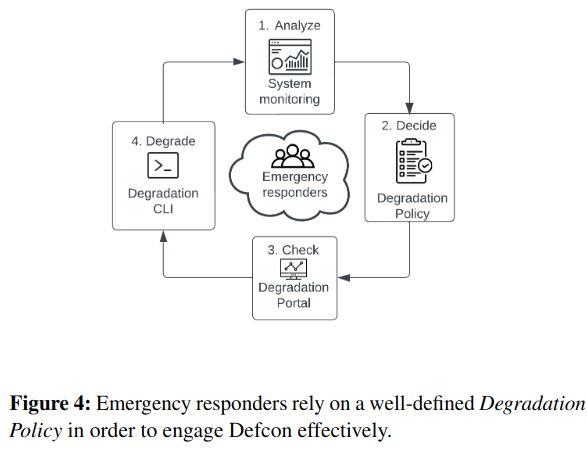 1. Analyze
System
monitoring
2. Decide
Degradation
Policy
3. Check
Degradation
Portal
4. Degrade
>_
Degradation
CLI
Emergency
responders
Figure 4: Emergency responders rely on a well-defined Degradation
Policy in order to engage Defcon effectively.